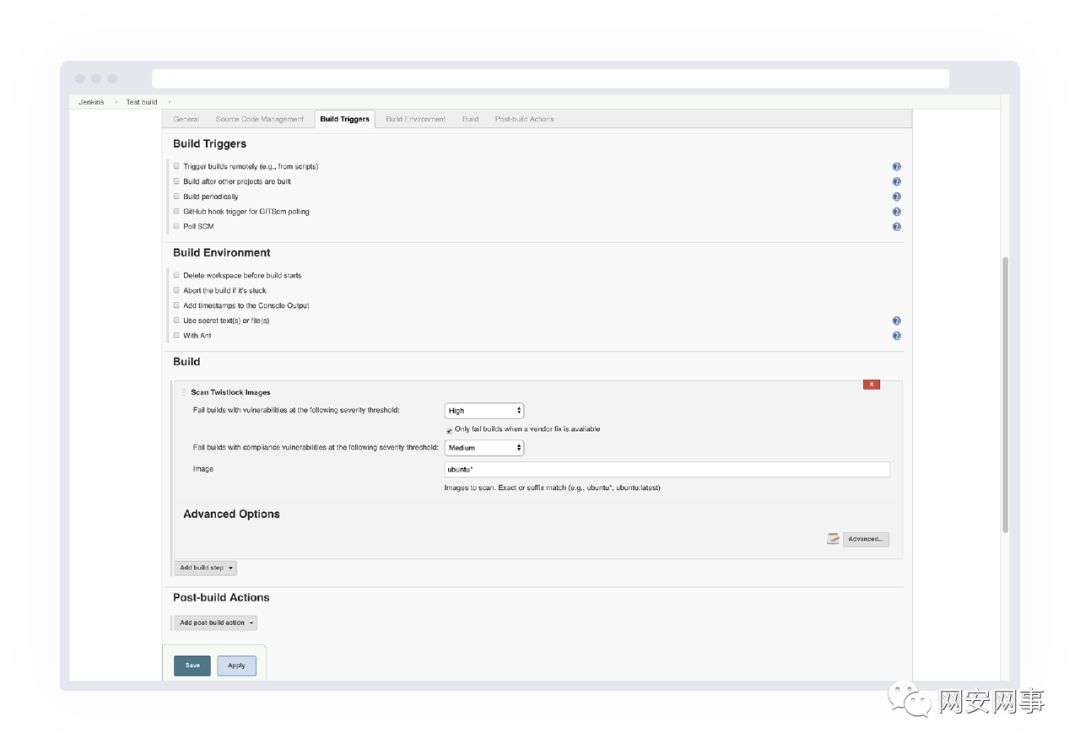 Jenkins › Test build ›
General Source Code Management Build Triggers Build Environment Build Post-build Actions
Build Triggers
Trigger builds remotely (e.g., from scripts)
Build after other projects are built
Build periodically
GitHub hook trigger for GITScm polling
Poll SCM
Build Environment
Delete workspace before build starts
Abort the build if it's stuck
Add timestamps to the Console Output
Use secret text(s) or file(s)
With Ant
Build
X
Scan Twistlock Images
Fail builds with vulnerabilities at the following severity threshold: High
Only fail builds when a vendor fix is available
Fail builds with compliance vulnerabilities at the following severity threshold: Medium
Image ubuntu*
Images to scan. Exact or suffix match (e.g., ubuntu*, ubuntu:latest)
Advanced Options
Advanced...
Add build step
Post-build Actions
Add post-build action
Save Apply
网安网事